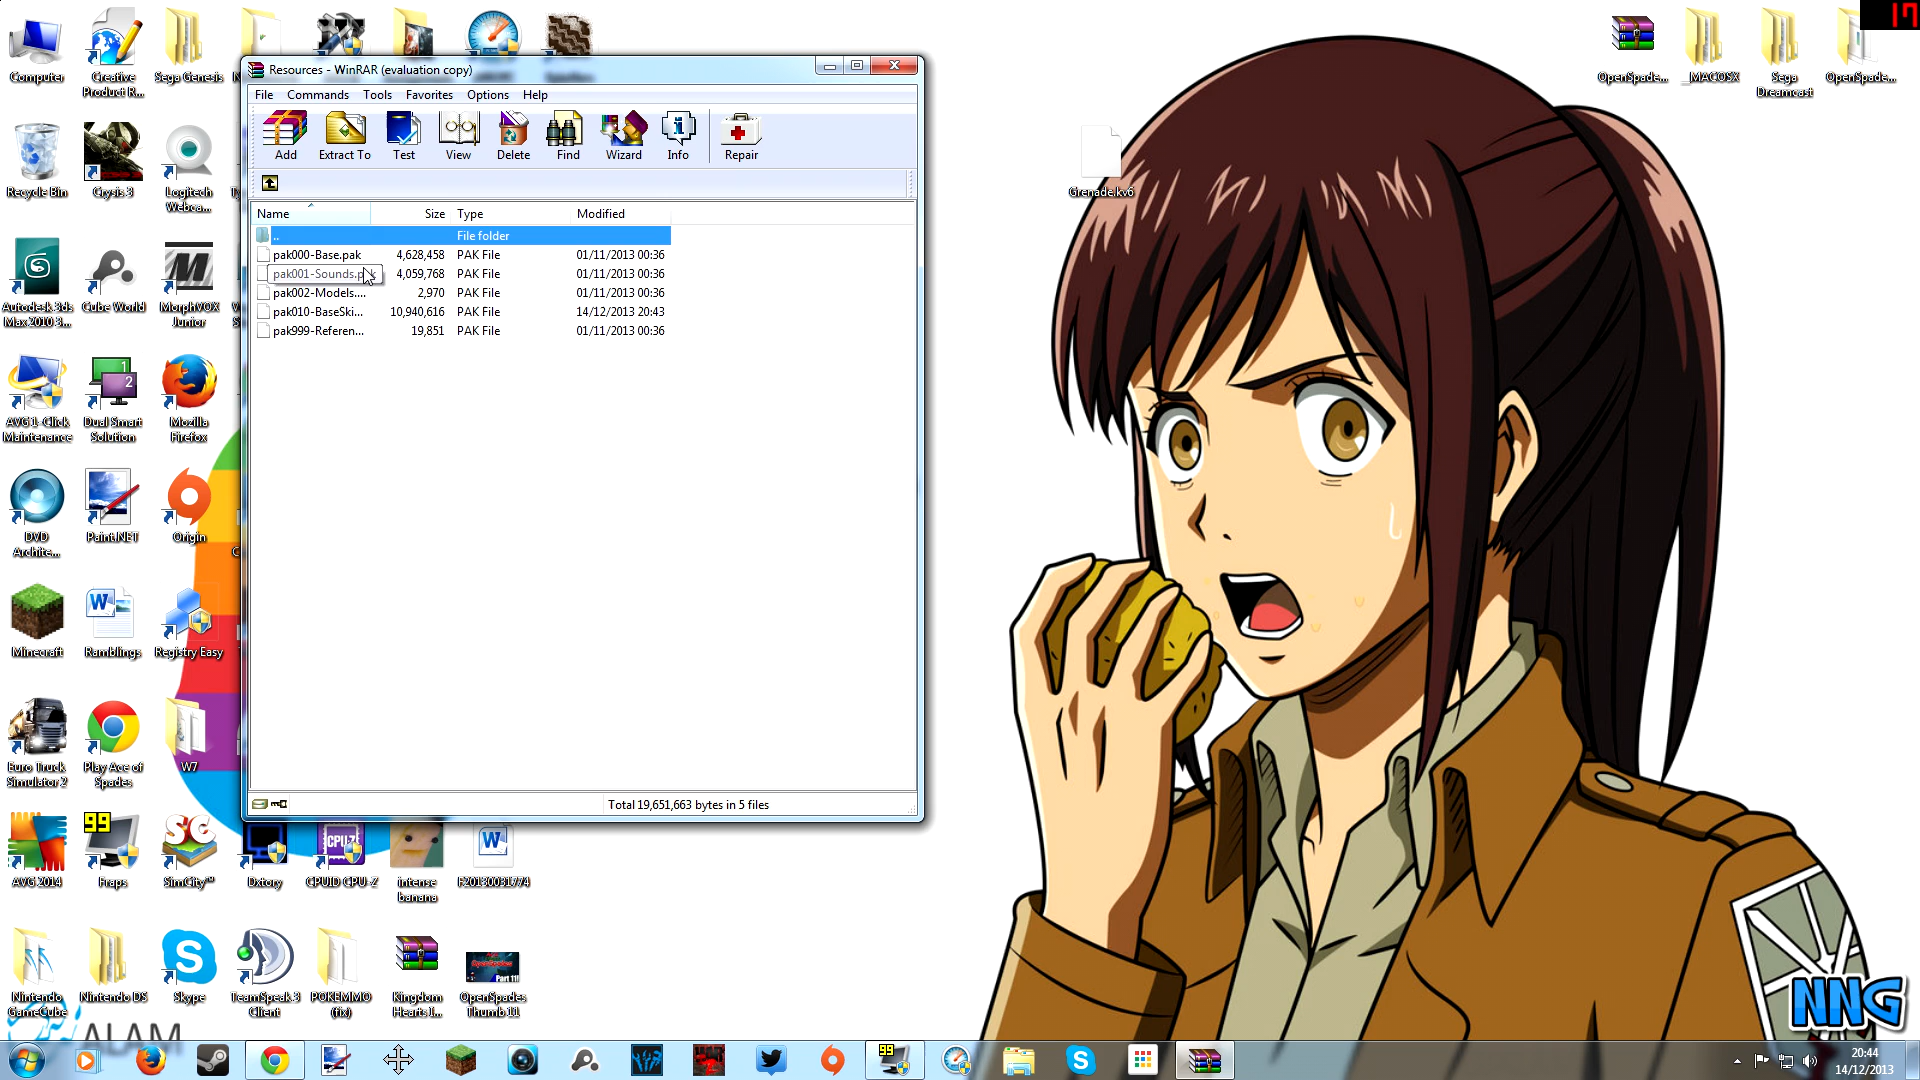 Computer
Creative Product R...
Sega Genesis
OpenSpade...
_MACOSX
Sega Dreamcast
OpenSpade...
17
Resources - WinRAR (evaluation copy)
File Commands Tools Favorites Options Help
Add Extract To Test View Delete Find Wizard Info Repair
Name Size Type Modified
.. File folder
pak000-Base.pak 4,628,458 PAK File 01/11/2013 00:36
pak001-Sounds.pak 4,059,768 PAK File 01/11/2013 00:36
pak002-Models.... 2,970 PAK File 01/11/2013 00:36
pak010-BaseSki... 10,940,616 PAK File 14/12/2013 20:43
pak999-Referen... 19,851 PAK File 01/11/2013 00:36
Total 19,651,663 bytes in 5 files
Grenade.kv6
Recycle Bin
Crysis 3
Logitech Webca...
Autodesk 3ds Max 2010 3...
Cube World
MorphVOX Junior
AVG 1-Click Maintenance
Dual Smart Solution
Mozilla Firefox
DVD Archite...
Paint.NET
Origin
Minecraft
Ramblings
Registry Easy
Euro Truck Simulator 2
Play Ace of Spades
W7
AVG 2014
99
Fraps
SimCity™
Dxtory
CPUID CPU-Z
intense banana
F20130031774
Nintendo GameCube
Nintendo DS
Skype
TeamSpeak 3 Client
POKEMMO (fix)
Kingdom Hearts I...
OpenSpades Thumb 11
ALAM
NNG
20:44
14/12/2013